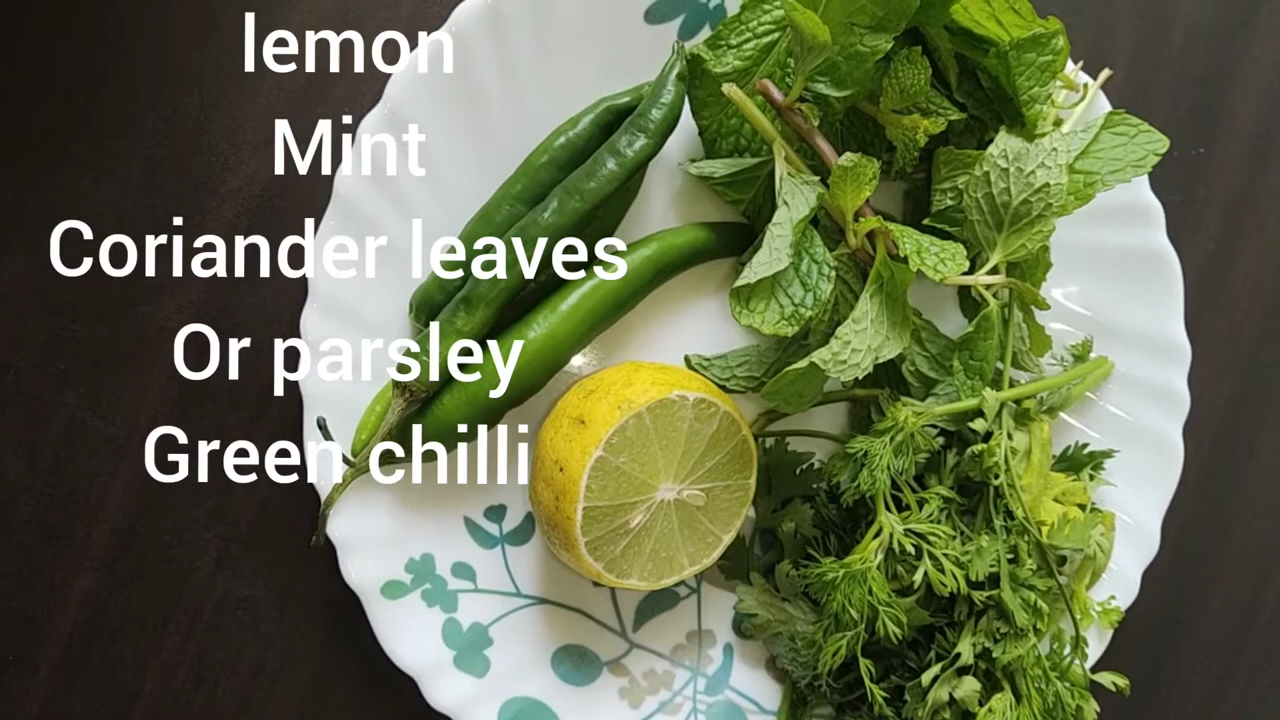 lemon
Mint
Coriander leaves
Or parsley
Green chilli